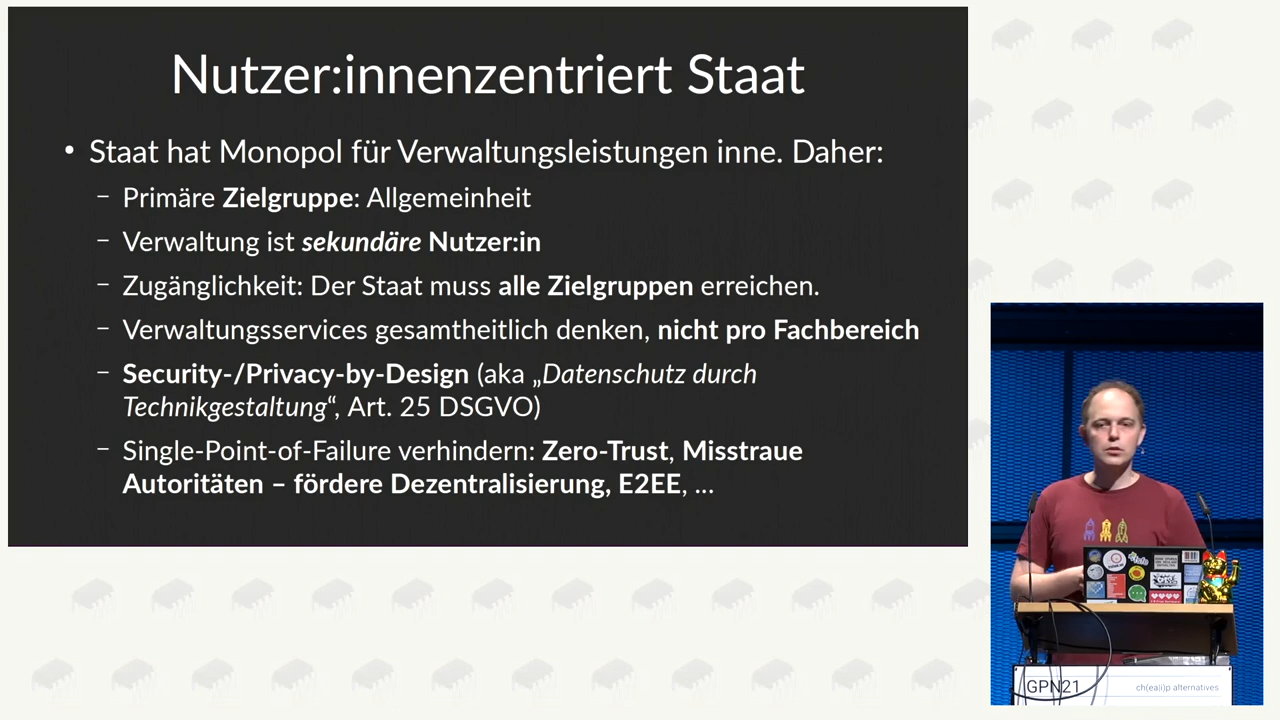 Nutzer:innenzentriert Staat
• Staat hat Monopol für Verwaltungsleistungen inne. Daher:
– Primäre Zielgruppe: Allgemeinheit
– Verwaltung ist sekundäre Nutzer:in
– Zugänglichkeit: Der Staat muss alle Zielgruppen erreichen.
– Verwaltungsservices gesamtheitlich denken, nicht pro Fachbereich
– Security-/Privacy-by-Design (aka „Datenschutz durch
Technikgestaltung“, Art. 25 DSGVO)
– Single-Point-of-Failure verhindern: Zero-Trust, Misstraue
Autoritäten – fördere Dezentralisierung, E2EE, ...
GPN21
ch(ea|i)p alternatives